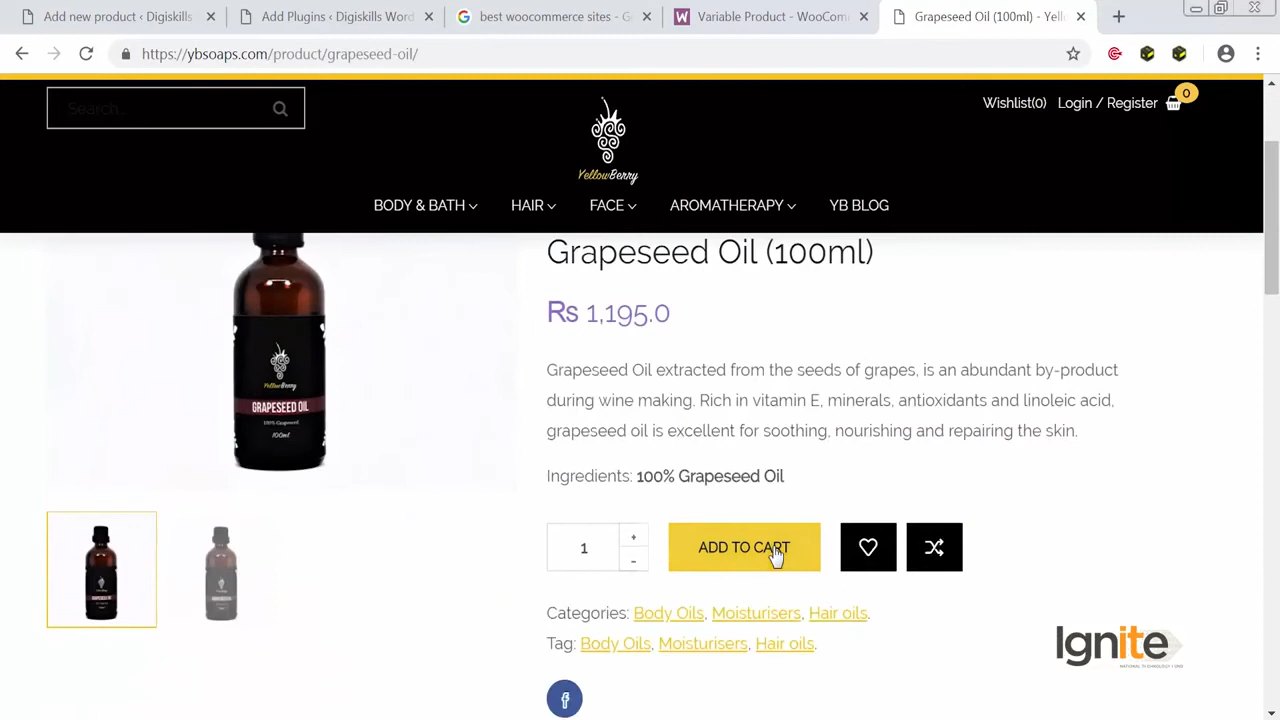 Add new product ‹ Digiskills
Add Plugins ‹ Digiskills Word
best woocommerce sites - G
Variable Product - WooCom
Grapeseed Oil (100ml) - Yell
https://ybsoaps.com/product/grapeseed-oil/
Search...
Wishlist(0) Login / Register 0
YellowBerry
BODY & BATH HAIR FACE AROMATHERAPY YB BLOG
Grapeseed Oil (100ml)
₨ 1,195.0
Grapeseed Oil extracted from the seeds of grapes, is an abundant by-product
during wine making. Rich in vitamin E, minerals, antioxidants and linoleic acid,
grapeseed oil is excellent for soothing, nourishing and repairing the skin.
Ingredients: 100% Grapeseed Oil
YellowBerry
GRAPESEED OIL
100% Grapeseed
100ml
1 + -
ADD TO CART
Categories: Body Oils, Moisturisers, Hair oils.
Tag: Body Oils, Moisturisers, Hair oils.
f
Ignite